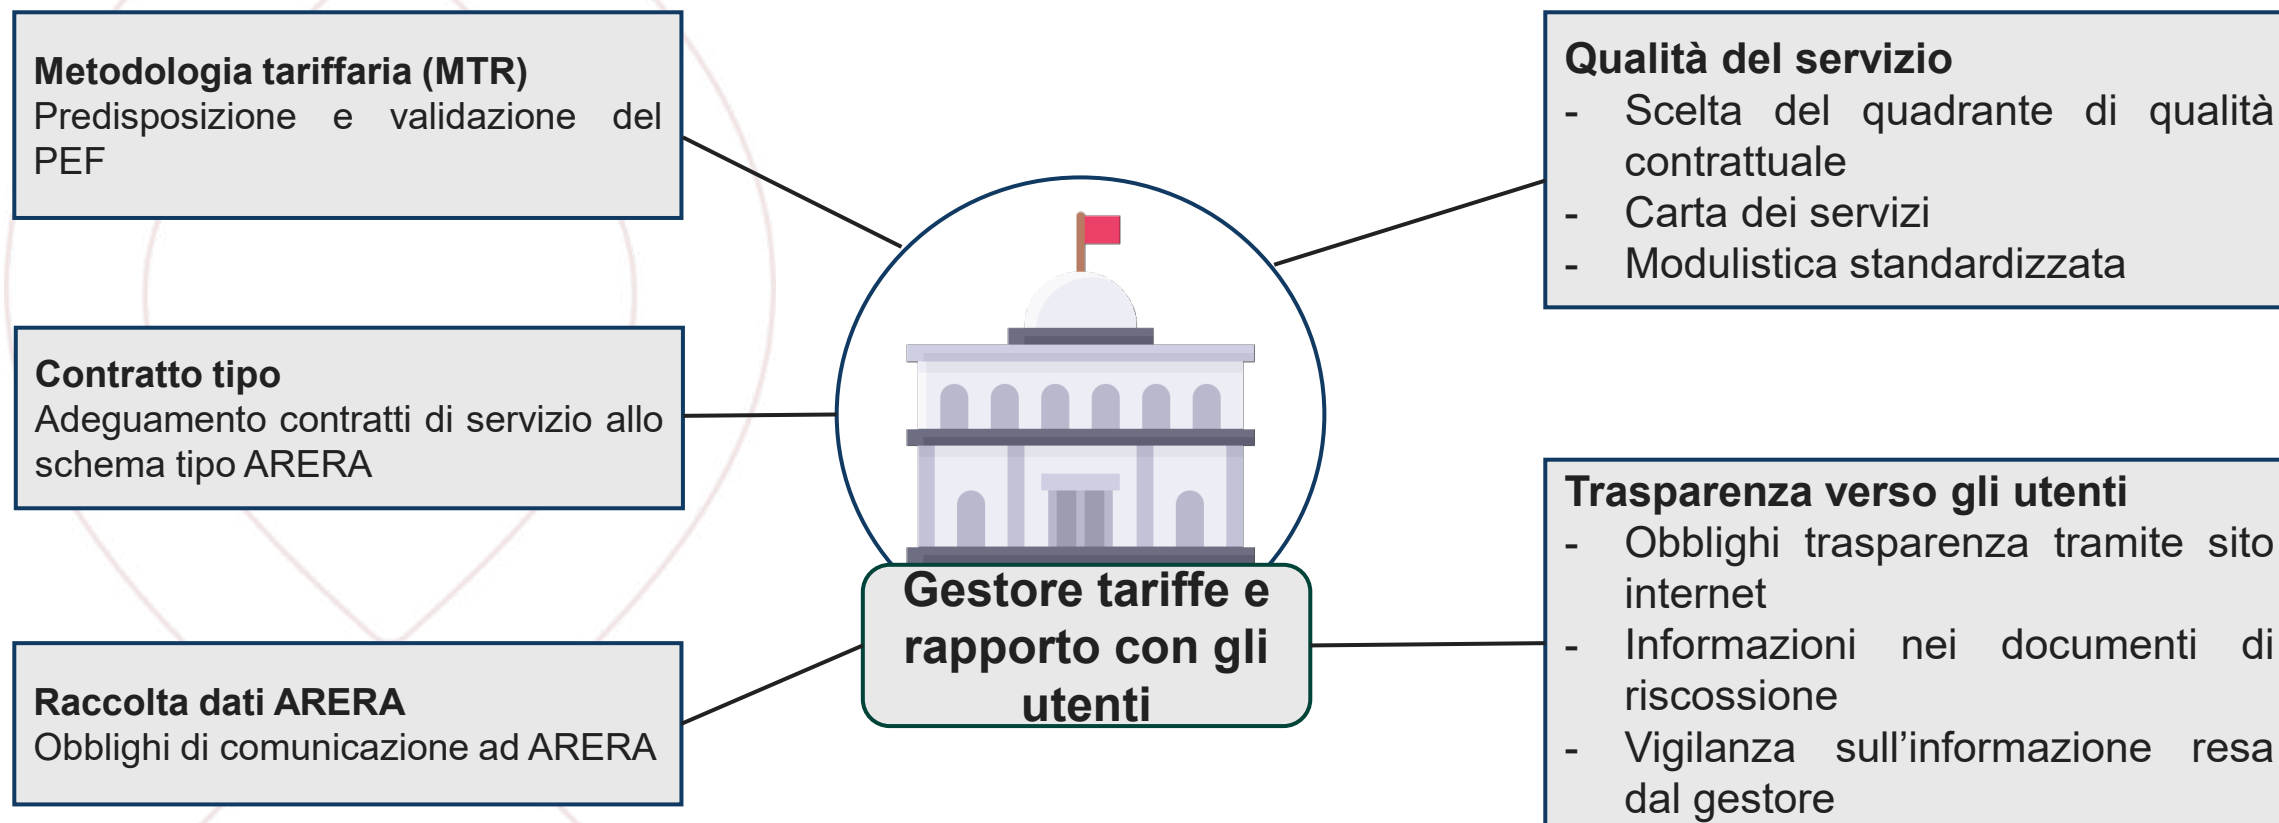 Metodologia tariffaria (MTR)
Predisposizione e validazione del
PEF
Contratto tipo
Adeguamento contratti di servizio allo
schema tipo ARERA
Raccolta dati ARERA
Obblighi di comunicazione ad ARERA
Gestore tariffe e
rapporto con gli
utenti
Qualità del servizio
- Scelta del quadrante di qualità
contrattuale
- Carta dei servizi
- Modulistica standardizzata
Trasparenza verso gli utenti
- Obblighi trasparenza tramite sito
internet
- Informazioni nei documenti di
riscossione
- Vigilanza sull’informazione resa
dal gestore